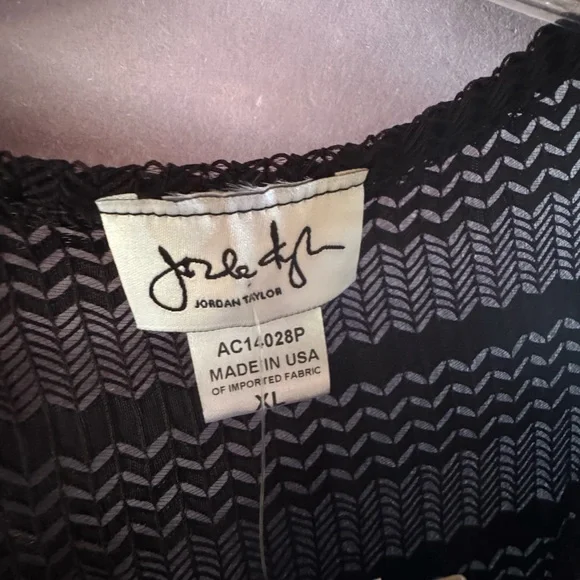 JORDAN TAYLOR
AC14028P
MADE IN USA
OF IMPORTED FABRIC
XL